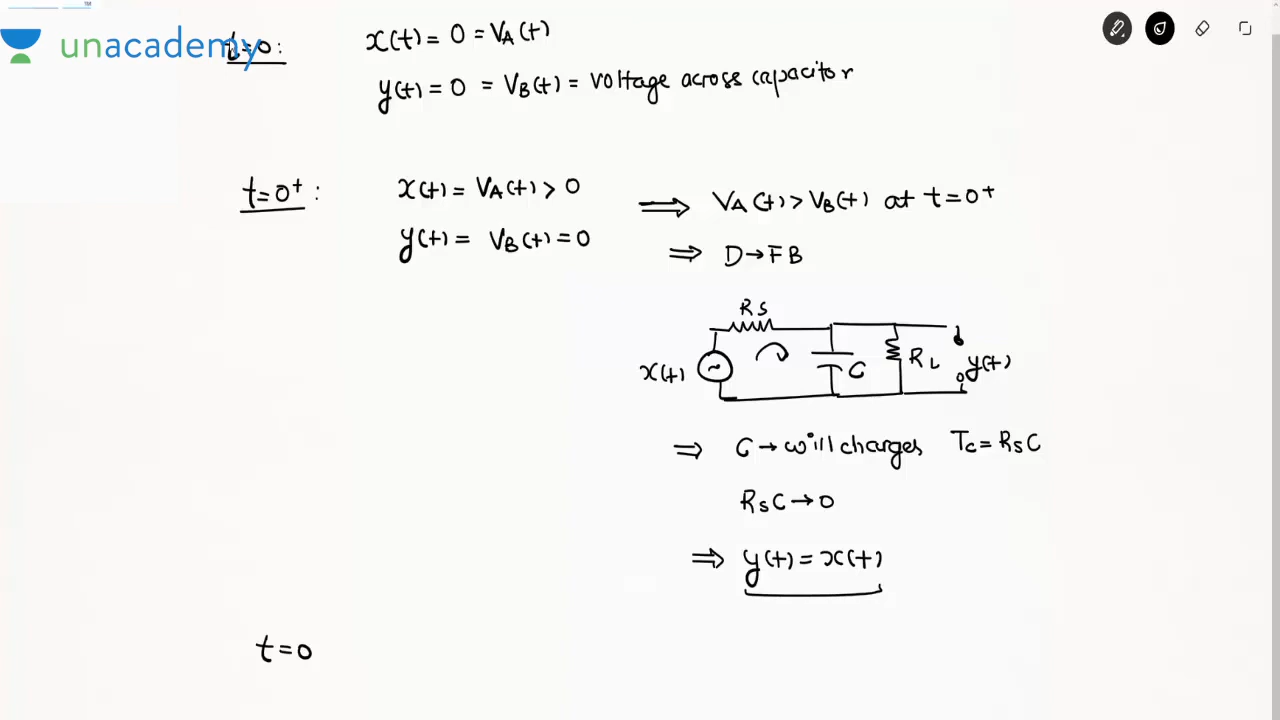 unacademy
t=0:
x(t) = 0 = VA(t)
y(t) = 0 = VB(t) = voltage across capacitor
t=0+ :
x(t) = VA(t) > 0
⟹ VA(t) > VB(t) at t=0+
y(t) = VB(t) = 0
⇒ D→FB
RS
x(t)
C
RL
y(t)
⇒ C → will charges Tc = RsC
RsC → 0
⇒ y(t) = x(t)
t=0